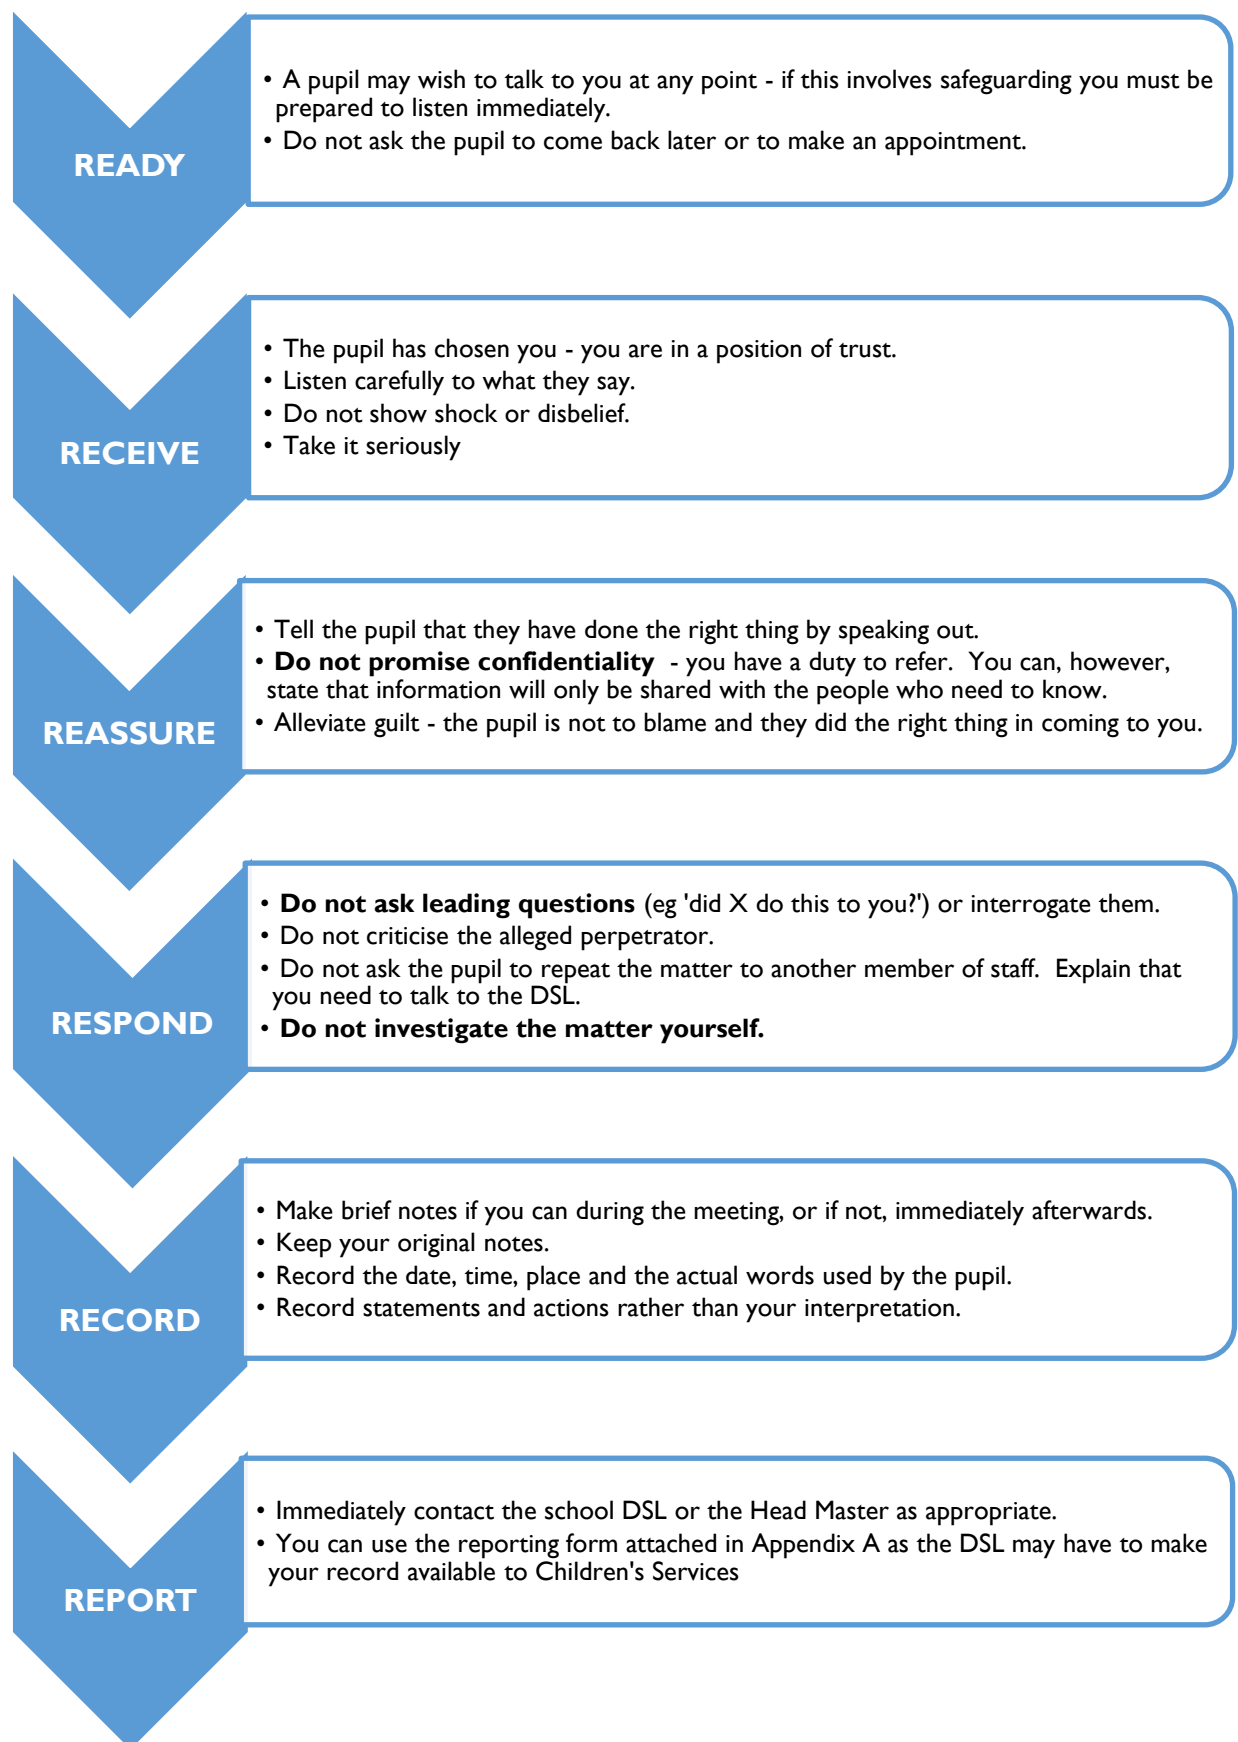 READY
• A pupil may wish to talk to you at any point - if this involves safeguarding you must be
prepared to listen immediately.
• Do not ask the pupil to come back later or to make an appointment.
RECEIVE
• The pupil has chosen you - you are in a position of trust.
• Listen carefully to what they say.
• Do not show shock or disbelief.
• Take it seriously
REASSURE
• Tell the pupil that they have done the right thing by speaking out.
• Do not promise confidentiality - you have a duty to refer. You can, however,
state that information will only be shared with the people who need to know.
• Alleviate guilt - the pupil is not to blame and they did the right thing in coming to you.
RESPOND
• Do not ask leading questions (eg 'did X do this to you?') or interrogate them.
• Do not criticise the alleged perpetrator.
• Do not ask the pupil to repeat the matter to another member of staff. Explain that
you need to talk to the DSL.
• Do not investigate the matter yourself.
RECORD
• Make brief notes if you can during the meeting, or if not, immediately afterwards.
• Keep your original notes.
• Record the date, time, place and the actual words used by the pupil.
• Record statements and actions rather than your interpretation.
REPORT
• Immediately contact the school DSL or the Head Master as appropriate.
• You can use the reporting form attached in Appendix A as the DSL may have to make
your record available to Children's Services